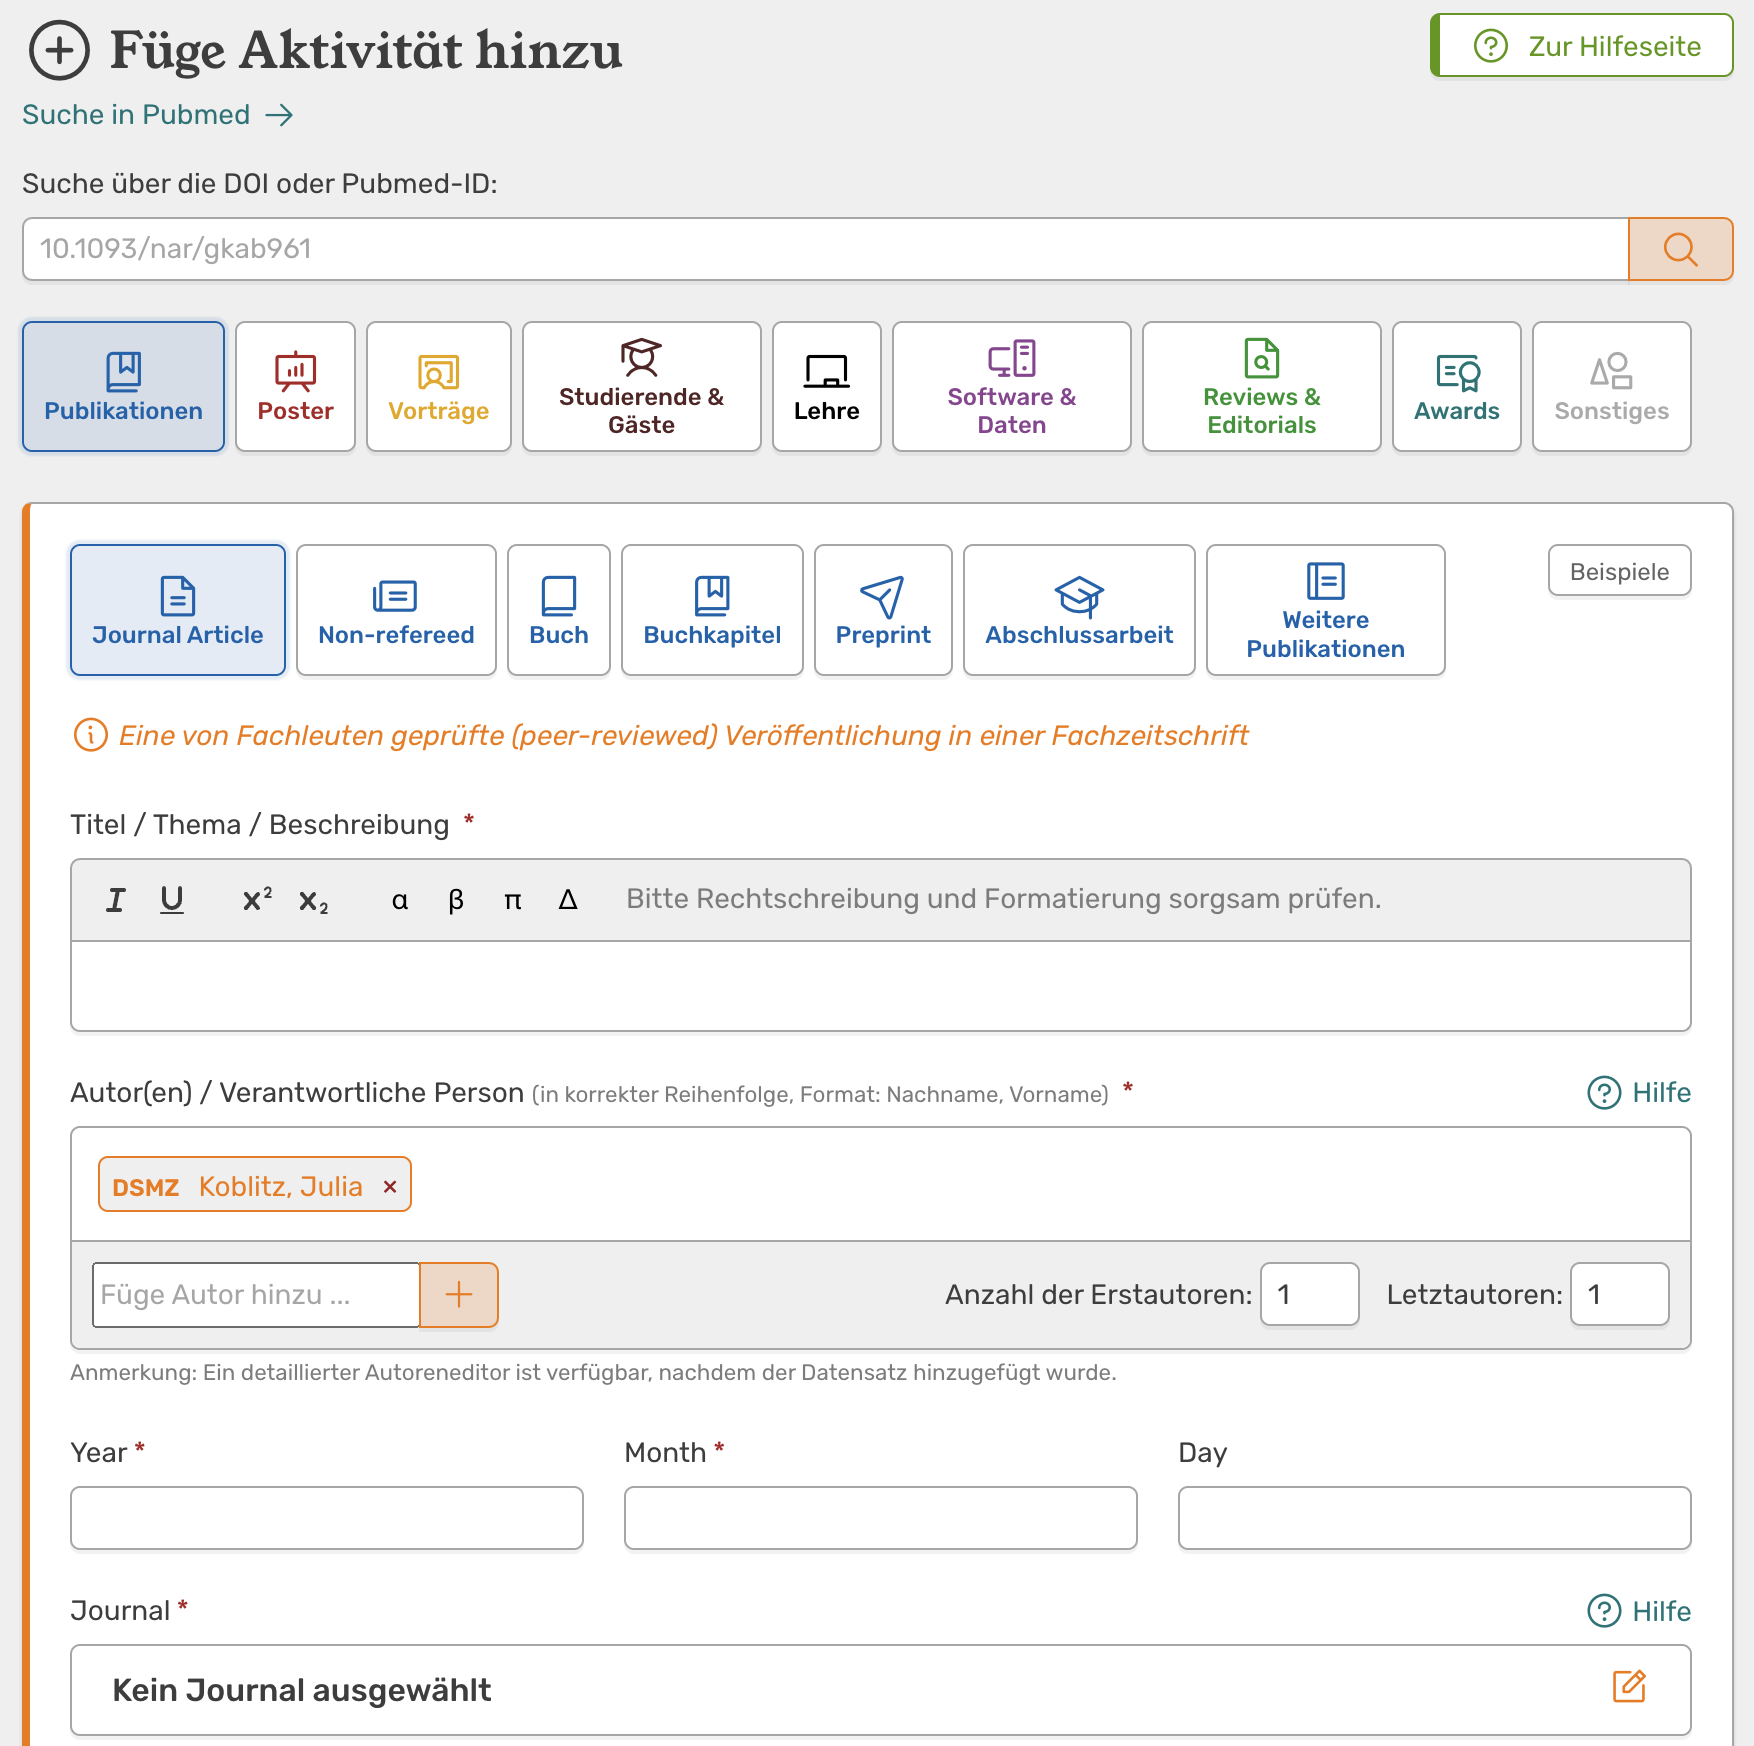 Füge Aktivität hinzu
Zur Hilfeseite
Suche in Pubmed →
Suche über die DOI oder Pubmed-ID:
10.1093/nar/gkab961
Publikationen
Poster
Vorträge
Studierende &
Gäste
Lehre
Software &
Daten
Reviews &
Editorials
Awards
Sonstiges
Journal Article
Non-refereed
Buch
Buchkapitel
Preprint
Abschlussarbeit
Weitere
Publikationen
Beispiele
Eine von Fachleuten geprüfte (peer-reviewed) Veröffentlichung in einer Fachzeitschrift
Titel / Thema / Beschreibung *
I U x² x₂ α β π Δ Bitte Rechtschreibung und Formatierung sorgsam prüfen.
Autor(en) / Verantwortliche Person (in korrekter Reihenfolge, Format: Nachname, Vorname) *
Hilfe
DSMZ Koblitz, Julia ×
Füge Autor hinzu ... +
Anzahl der Erstautoren: 1 Letztautoren: 1
Anmerkung: Ein detaillierter Autoreneditor ist verfügbar, nachdem der Datensatz hinzugefügt wurde.
Year * Month * Day
Journal *
Hilfe
Kein Journal ausgewählt